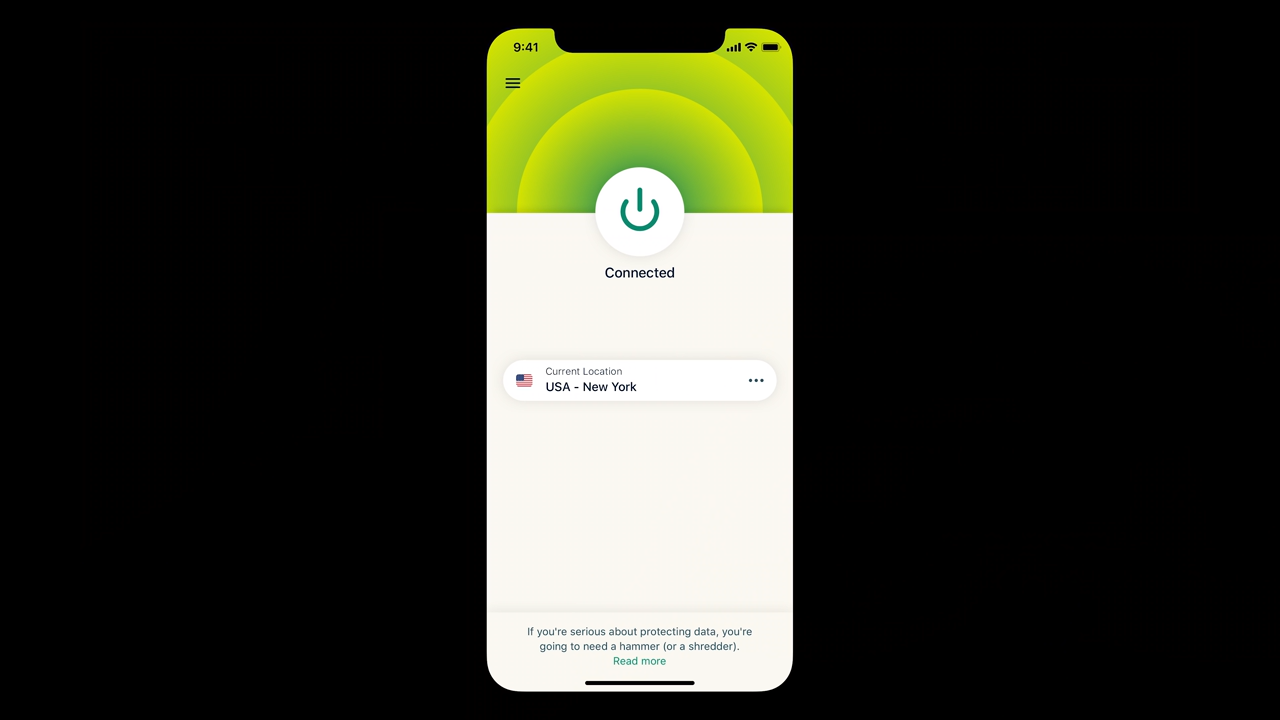 9:41
Connected
Current Location
USA - New York
If you're serious about protecting data, you're
going to need a hammer (or a shredder).
Read more